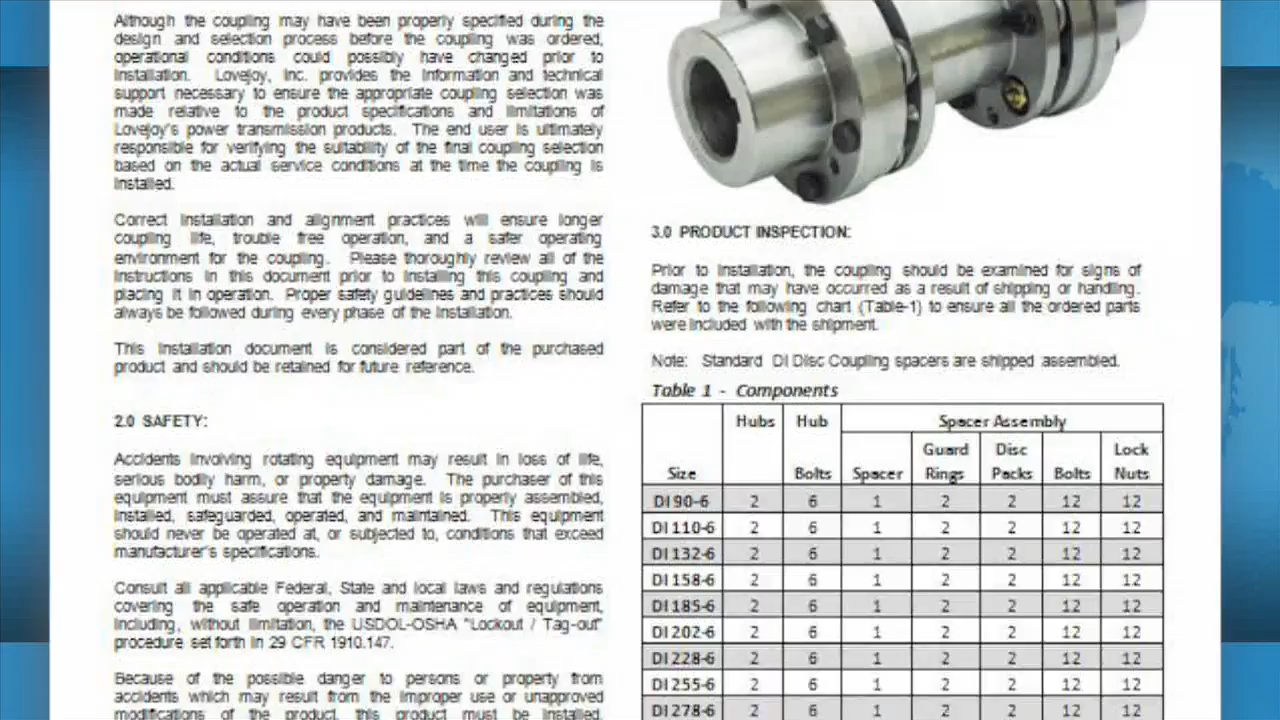 Although the coupling may have been properly specified during the
design and selection process before the coupling was ordered,
operational conditions could possibly have changed prior to
installation. Lovejoy, Inc. provides the information and technical
support necessary to ensure the appropriate coupling selection was
made relative to the product specifications and limitations of
Lovejoy's power transmission products. The end user is ultimately
responsible for verifying the suitability of the final coupling selection
based on the actual service conditions at the time the coupling is
installed.
Correct installation and alignment practices will ensure longer
coupling life, trouble free operation, and a safer operating
environment for the coupling. Please thoroughly review all of the
instructions in this document prior to installing this coupling and
placing it in operation. Proper safety guidelines and practices should
always be followed during every phase of the installation.
This installation document is considered part of the purchased
product and should be retained for future reference.
2.0 SAFETY:
Accidents involving rotating equipment may result in loss of life,
serious bodily harm, or property damage. The purchaser of this
equipment must assure that the equipment is properly assembled,
installed, safeguarded, operated, and maintained. This equipment
should never be operated at, or subjected to, conditions that exceed
manufacturer's specifications.
Consult all applicable Federal, State and local laws and regulations
covering the safe operation and maintenance of equipment,
including, without limitation, the USDOL-OSHA "Lockout / Tag-out"
procedure set forth in 29 CFR 1910.147.
Because of the possible danger to persons or property from
accidents which may result from the improper use or unapproved
modifications of the product, this product must be installed,
3.0 PRODUCT INSPECTION:
Prior to installation, the coupling should be examined for signs of
damage that may have occurred as a result of shipping or handling.
Refer to the following chart (Table-1) to ensure all the ordered parts
were included with the shipment.
Note: Standard DI Disc Coupling spacers are shipped assembled.
Table 1 - Components
Hubs Hub Spacer Assembly
Guard Disc Lock
Size Bolts Spacer Rings Packs Bolts Nuts
DI 90-6 2 6 1 2 2 12 12
DI 110-6 2 6 1 2 2 12 12
DI 132-6 2 6 1 2 2 12 12
DI 158-6 2 6 1 2 2 12 12
DI 185-6 2 6 1 2 2 12 12
DI 202-6 2 6 1 2 2 12 12
DI 228-6 2 6 1 2 2 12 12
DI 255-6 2 6 1 2 2 12 12
DI 278-6 2 6 1 2 2 12 12